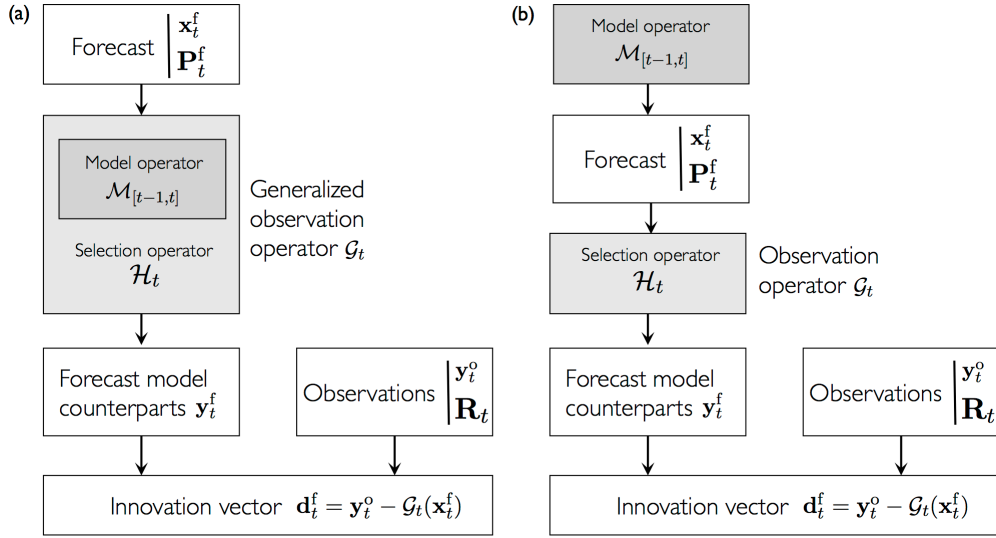 (a)
Forecast x_t^f
P_t^f
Model operator
M_[t−1,t]
Selection operator
H_t
Generalized
observation
operator G_t
Forecast model
counterparts y_t^f
Observations y_t^o
R_t
Innovation vector d_t^f = y_t^o − G_t(x_t^f)
(b)
Model operator
M_[t−1,t]
Forecast x_t^f
P_t^f
Selection operator
H_t
Observation
operator G_t
Forecast model
counterparts y_t^f
Observations y_t^o
R_t
Innovation vector d_t^f = y_t^o − G_t(x_t^f)